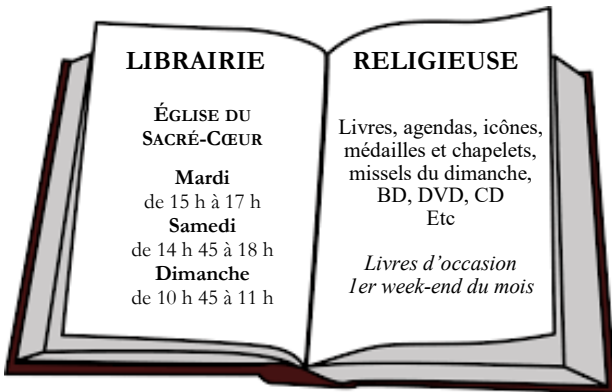 LIBRAIRIE
ÉGLISE DU
SACRÉ-CŒUR
Mardi
de 15 h à 17 h
Samedi
de 14 h 45 à 18 h
Dimanche
de 10 h 45 à 11 h
RELIGIEUSE
Livres, agendas, icônes,
médailles et chapelets,
missels du dimanche,
BD, DVD, CD
Etc
Livres d’occasion
1er week-end du mois